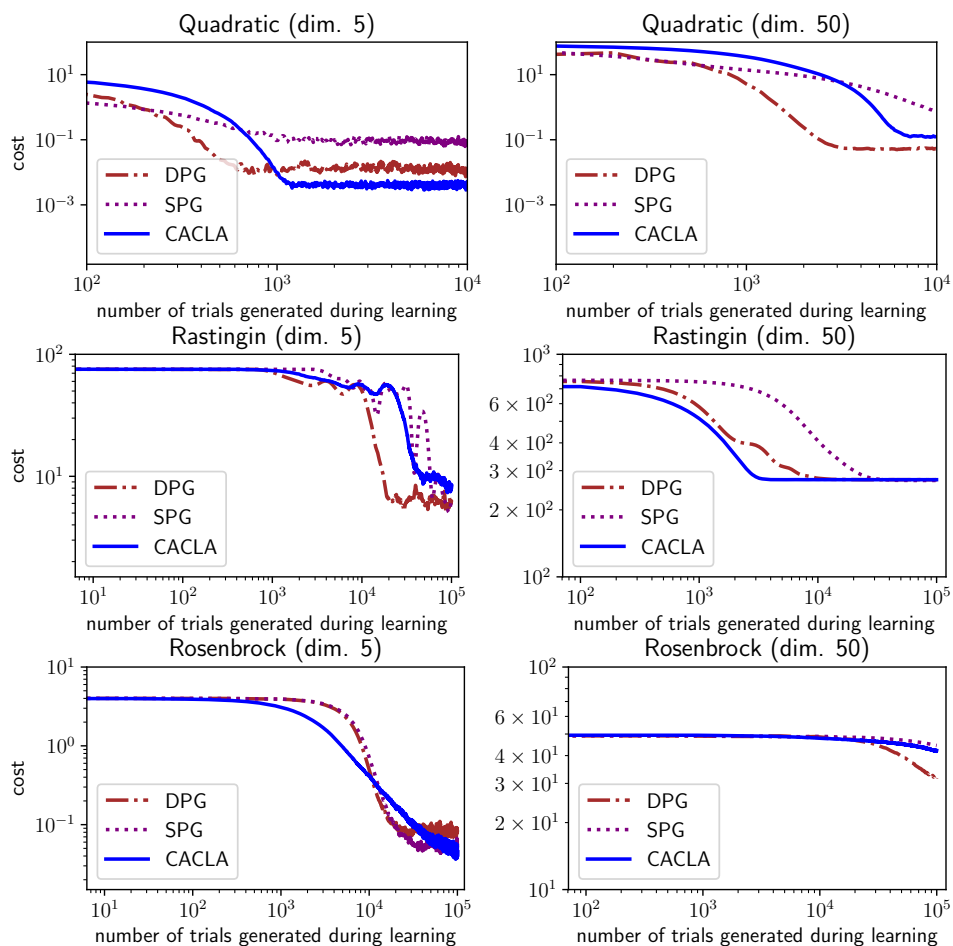 Quadratic (dim. 5)
cost
10^1
10^-1
10^-3
DPG
SPG
CACLA
10^2
10^3
10^4
number of trials generated during learning
Quadratic (dim. 50)
10^1
10^-1
10^-3
DPG
SPG
CACLA
10^2
10^3
10^4
number of trials generated during learning
Rastingin (dim. 5)
cost
10^2
10^1
DPG
SPG
CACLA
10^1
10^2
10^3
10^4
10^5
number of trials generated during learning
Rastingin (dim. 50)
10^3
6 × 10^2
4 × 10^2
3 × 10^2
2 × 10^2
10^2
DPG
SPG
CACLA
10^2
10^3
10^4
10^5
number of trials generated during learning
Rosenbrock (dim. 5)
cost
10^1
10^0
10^-1
DPG
SPG
CACLA
10^1
10^2
10^3
10^4
10^5
number of trials generated during learning
Rosenbrock (dim. 50)
10^2
6 × 10^1
4 × 10^1
3 × 10^1
2 × 10^1
10^1
DPG
SPG
CACLA
10^2
10^3
10^4
10^5
number of trials generated during learning